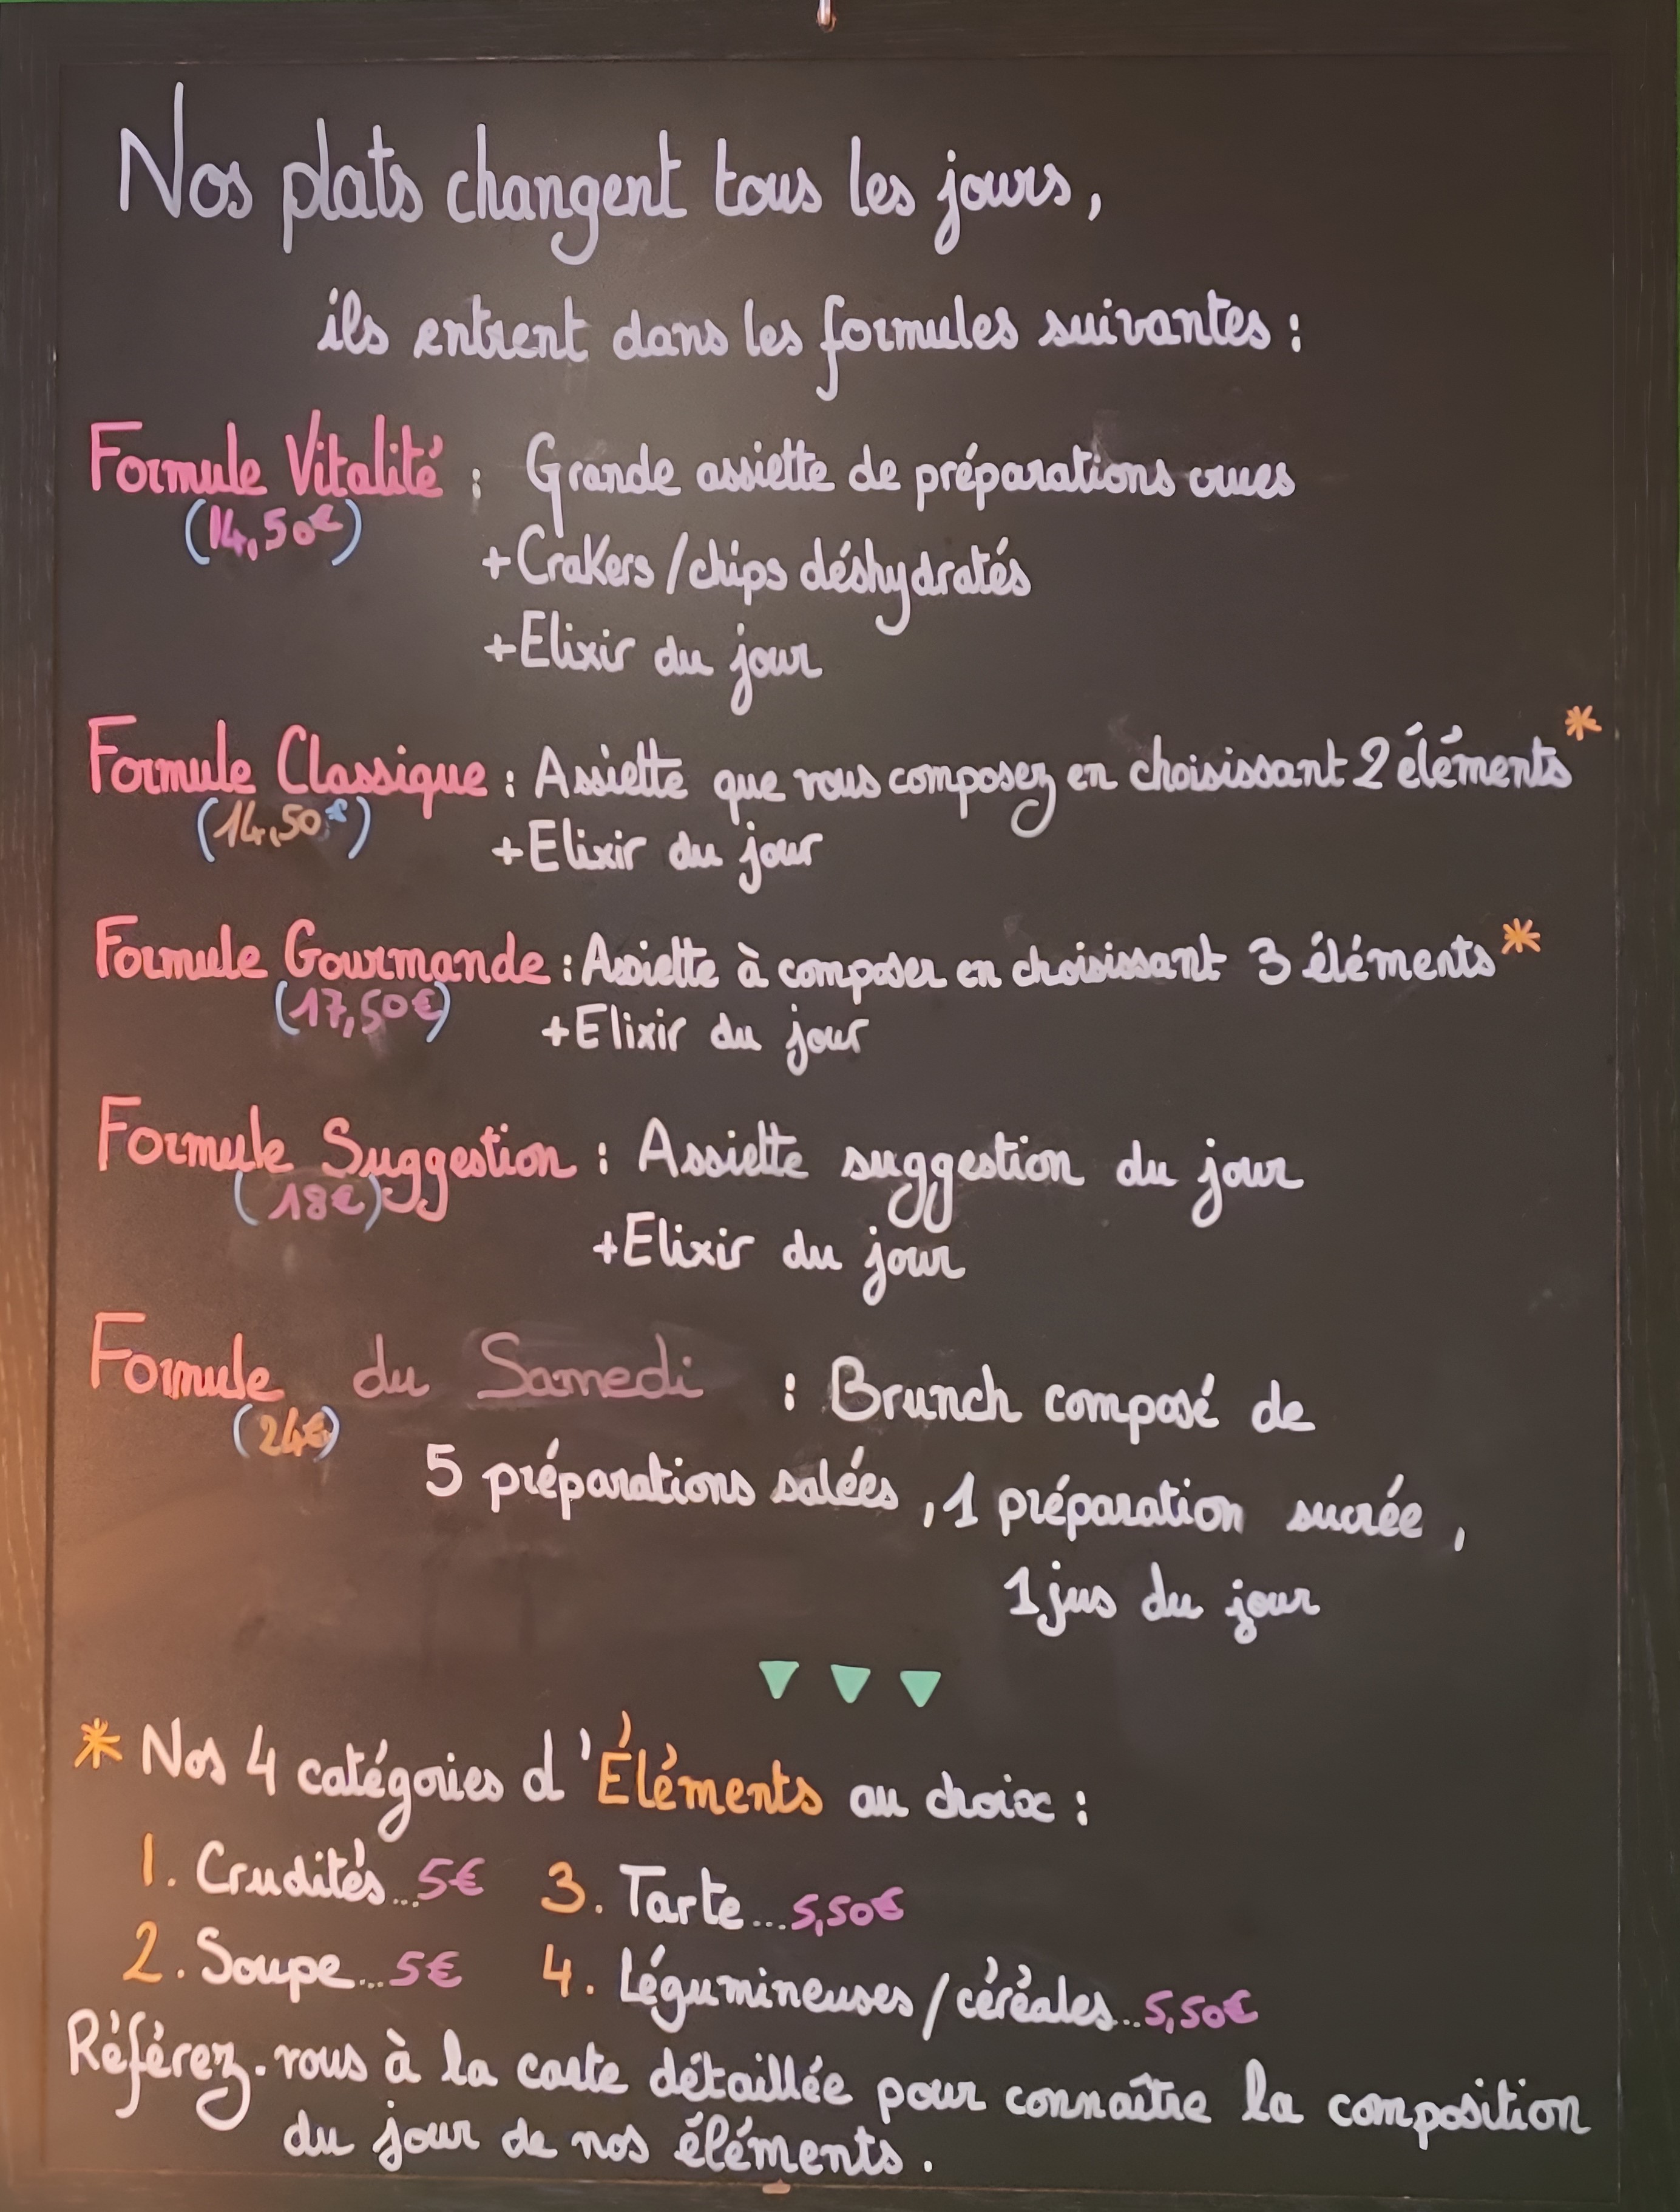 Nos plats changent tous les jours,
ils entrent dans les formules suivantes :
Formule Vitalité : Grande assiette de préparations crues
(14,50€)
+Crakers/chips déshydratés
+Elixir du jour
Formule Classique : Assiette que vous composez en choisissant 2 éléments*
(14,50€)
+Elixir du jour
Formule Gourmande : Assiette à composer en choisissant 3 éléments*
(17,50€)
+Elixir du jour
Formule Suggestion : Assiette suggestion du jour
(18€)
+Elixir du jour
Formule du Samedi : Brunch composé de
(24€)
5 préparations salées, 1 préparation sucrée,
1 jus du jour
* Nos 4 catégories d'Éléments au choix :
1. Crudités...5€ 3. Tarte...5,50€
2. Soupe...5€ 4. Légumineuses/céréales...5,50€
Référez-vous à la carte détaillée pour connaître la composition
du jour de nos éléments.